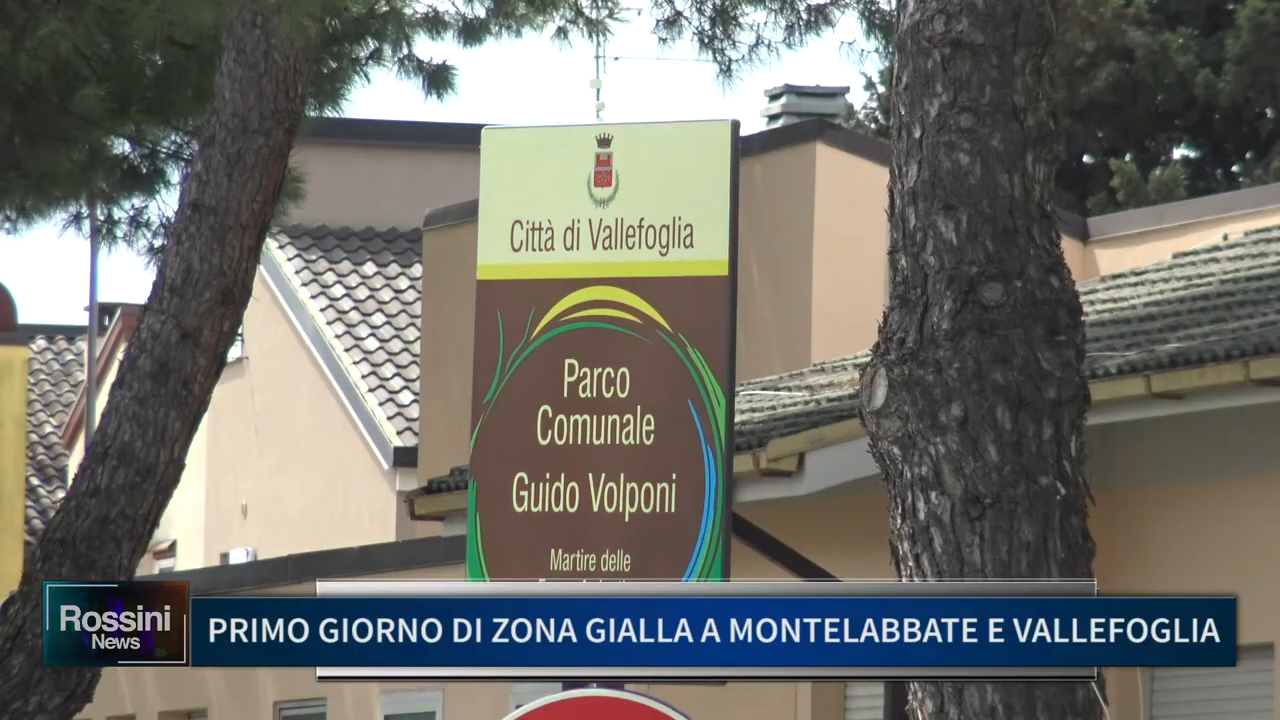 Città di Vallefoglia
Parco
Comunale
Guido Volponi
Martire delle
Rossini
News
PRIMO GIORNO DI ZONA GIALLA A MONTELABBATE E VALLEFOGLIA